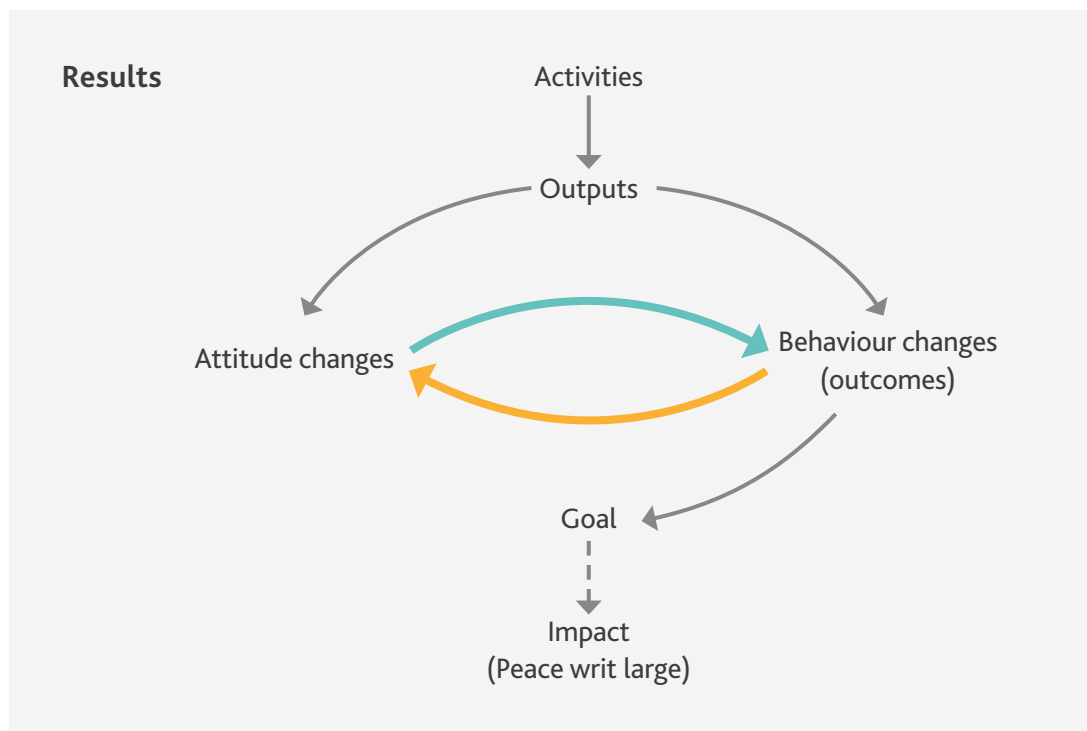 Results
Activities
Outputs
Attitude changes
Behaviour changes
(outcomes)
Goal
Impact
(Peace writ large)